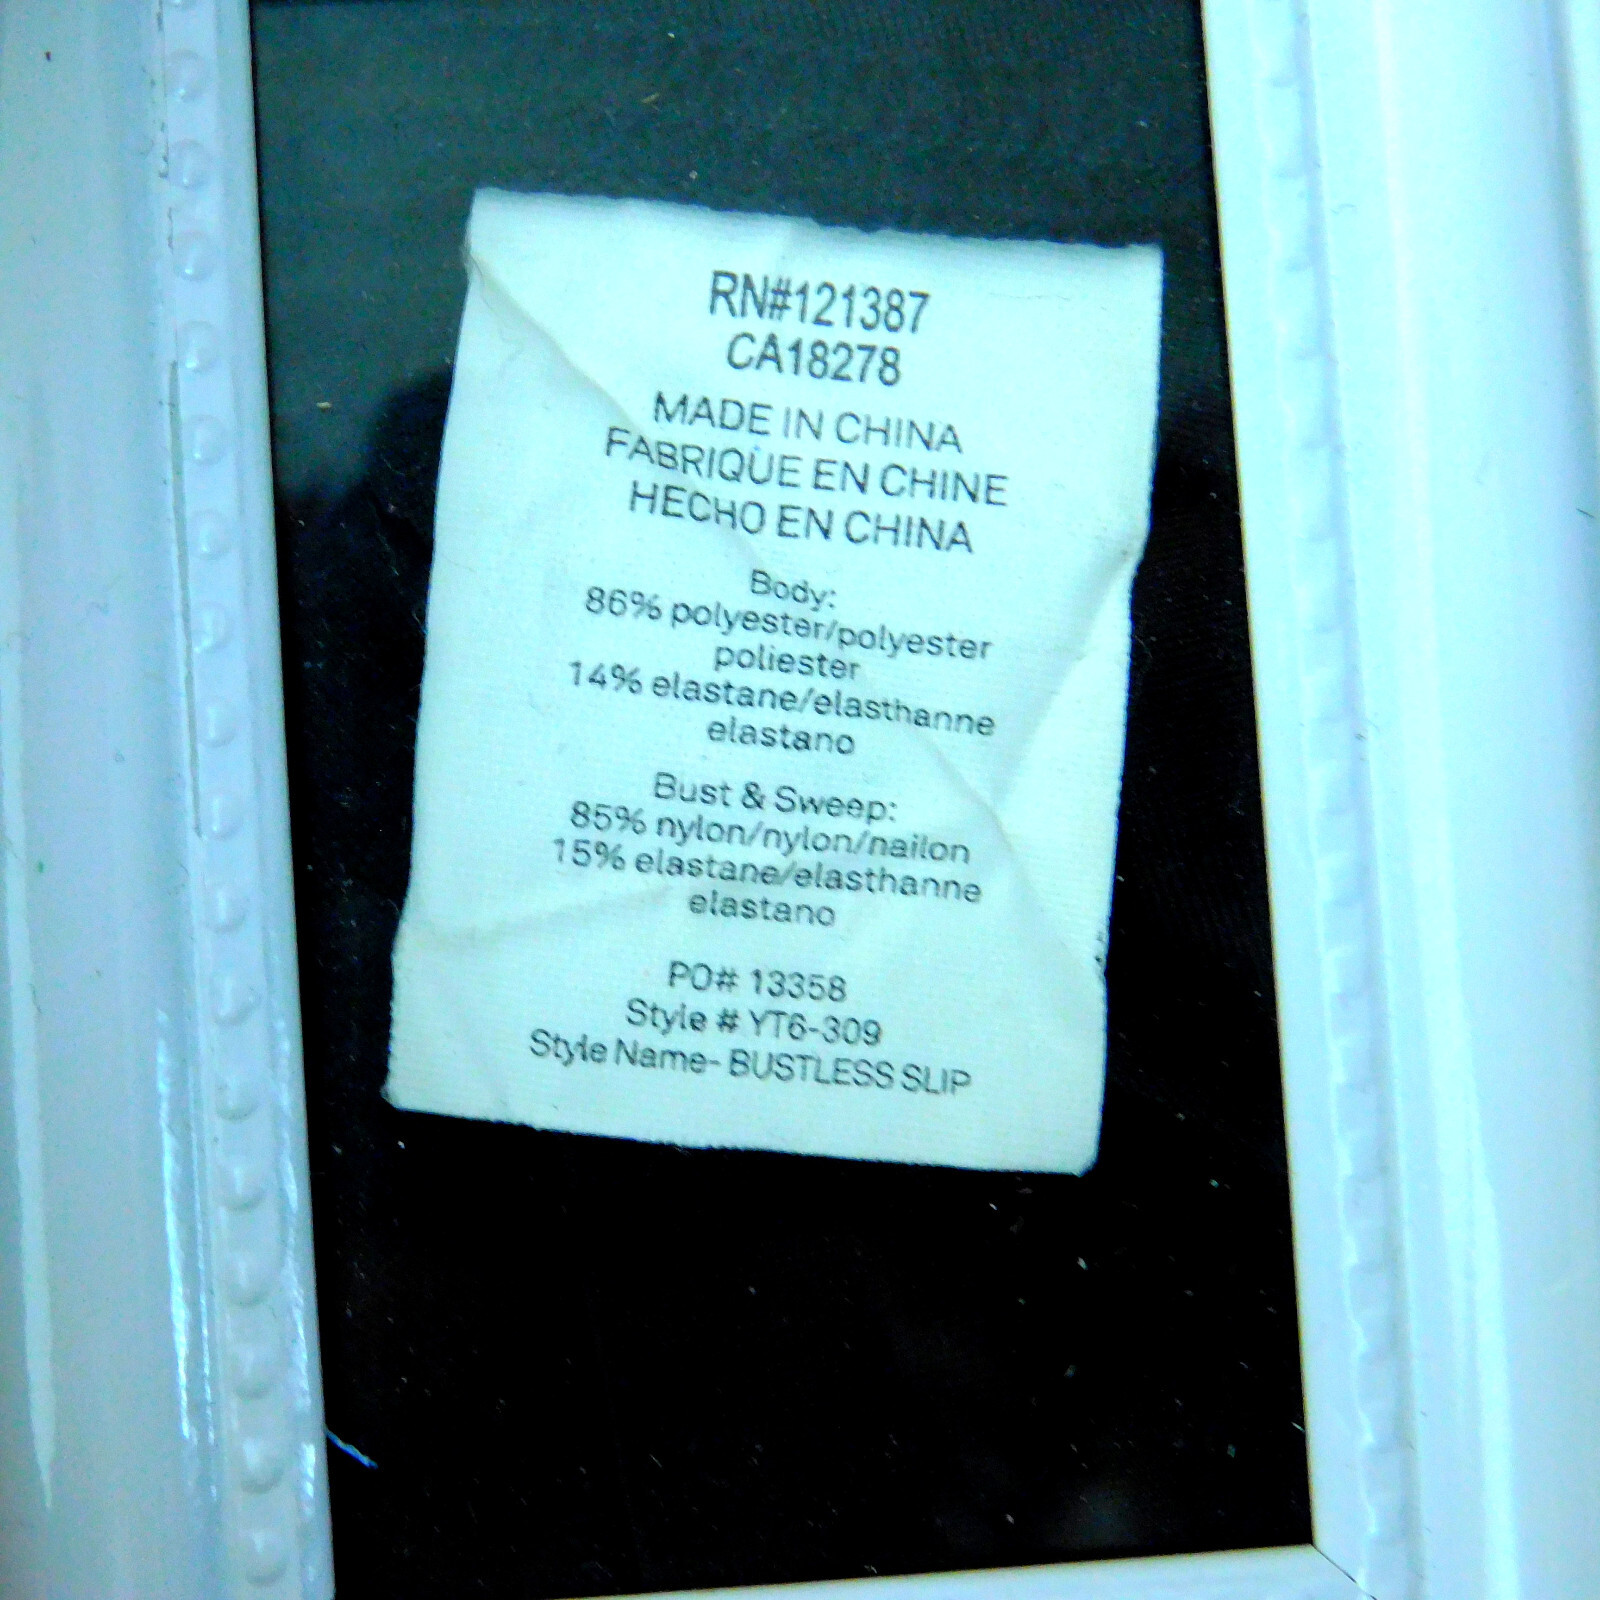 RN#121387
CA18278
MADE IN CHINA
FABRIQUE EN CHINE
HECHO EN CHINA
Body:
86% polyester/polyester
poliester
14% elastane/elasthanne
elastano
Bust & Sweep:
85% nylon/nylon/nailon
15% elastane/elasthanne
elastano
PO# 13358
Style # YT6-309
Style Name- BUSTLESS SLIP